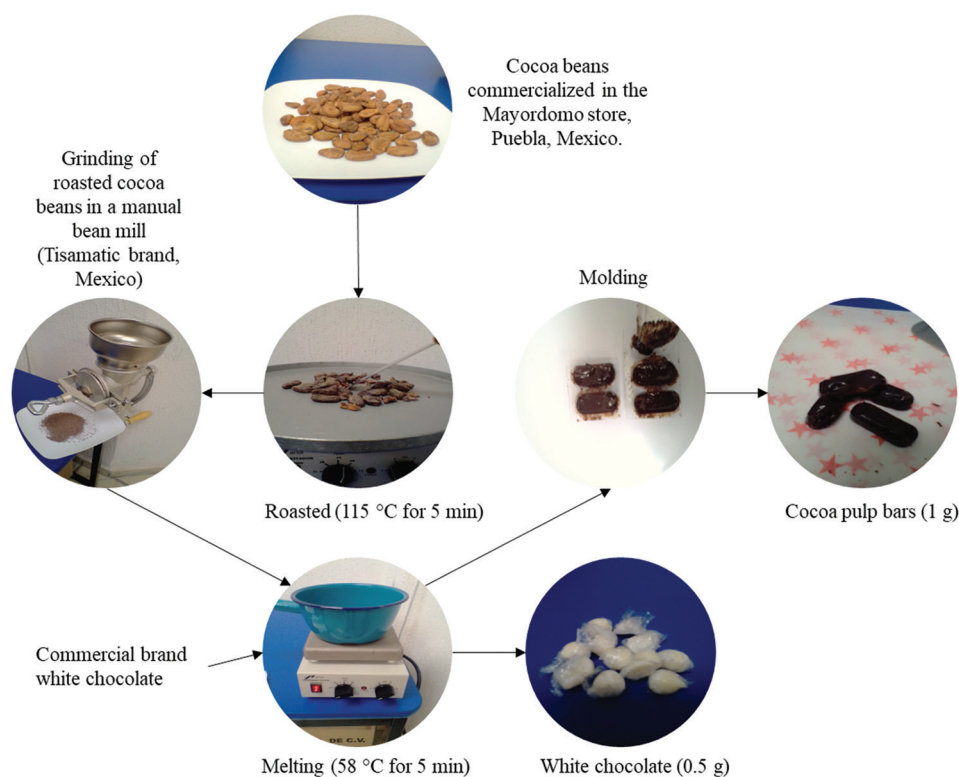 Cocoa beans
commercialized in the
Mayordomo store,
Puebla, Mexico.
Grinding of
roasted cocoa
beans in a manual
bean mill
(Tisamatic brand,
Mexico)
Molding
Roasted (115 °C for 5 min)
Cocoa pulp bars (1 g)
Commercial brand
white chocolate
DE C.V.
Melting (58 °C for 5 min)
White chocolate (0.5 g)